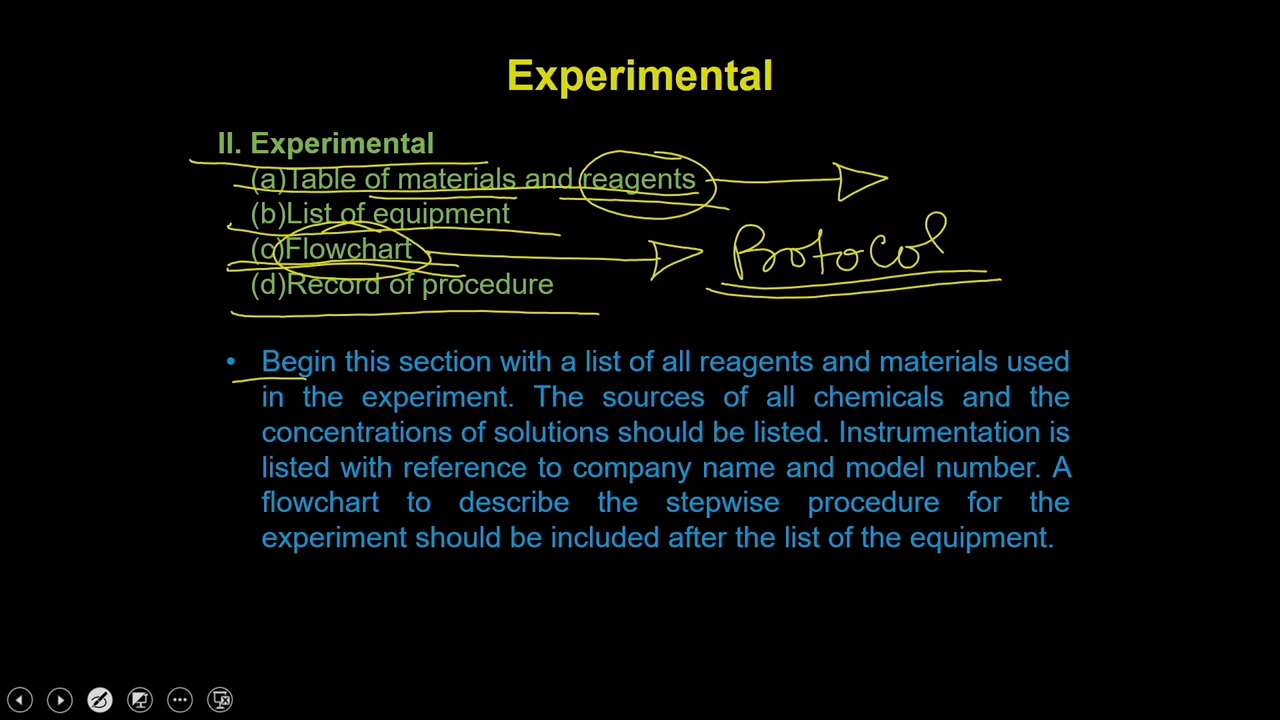 Experimental
II. Experimental
(a)Table of materials and reagents
(b)List of equipment
(c)Flowchart
Protocol
(d)Record of procedure
• Begin this section with a list of all reagents and materials used
in the experiment. The sources of all chemicals and the
concentrations of solutions should be listed. Instrumentation is
listed with reference to company name and model number. A
flowchart to describe the stepwise procedure for the
experiment should be included after the list of the equipment.